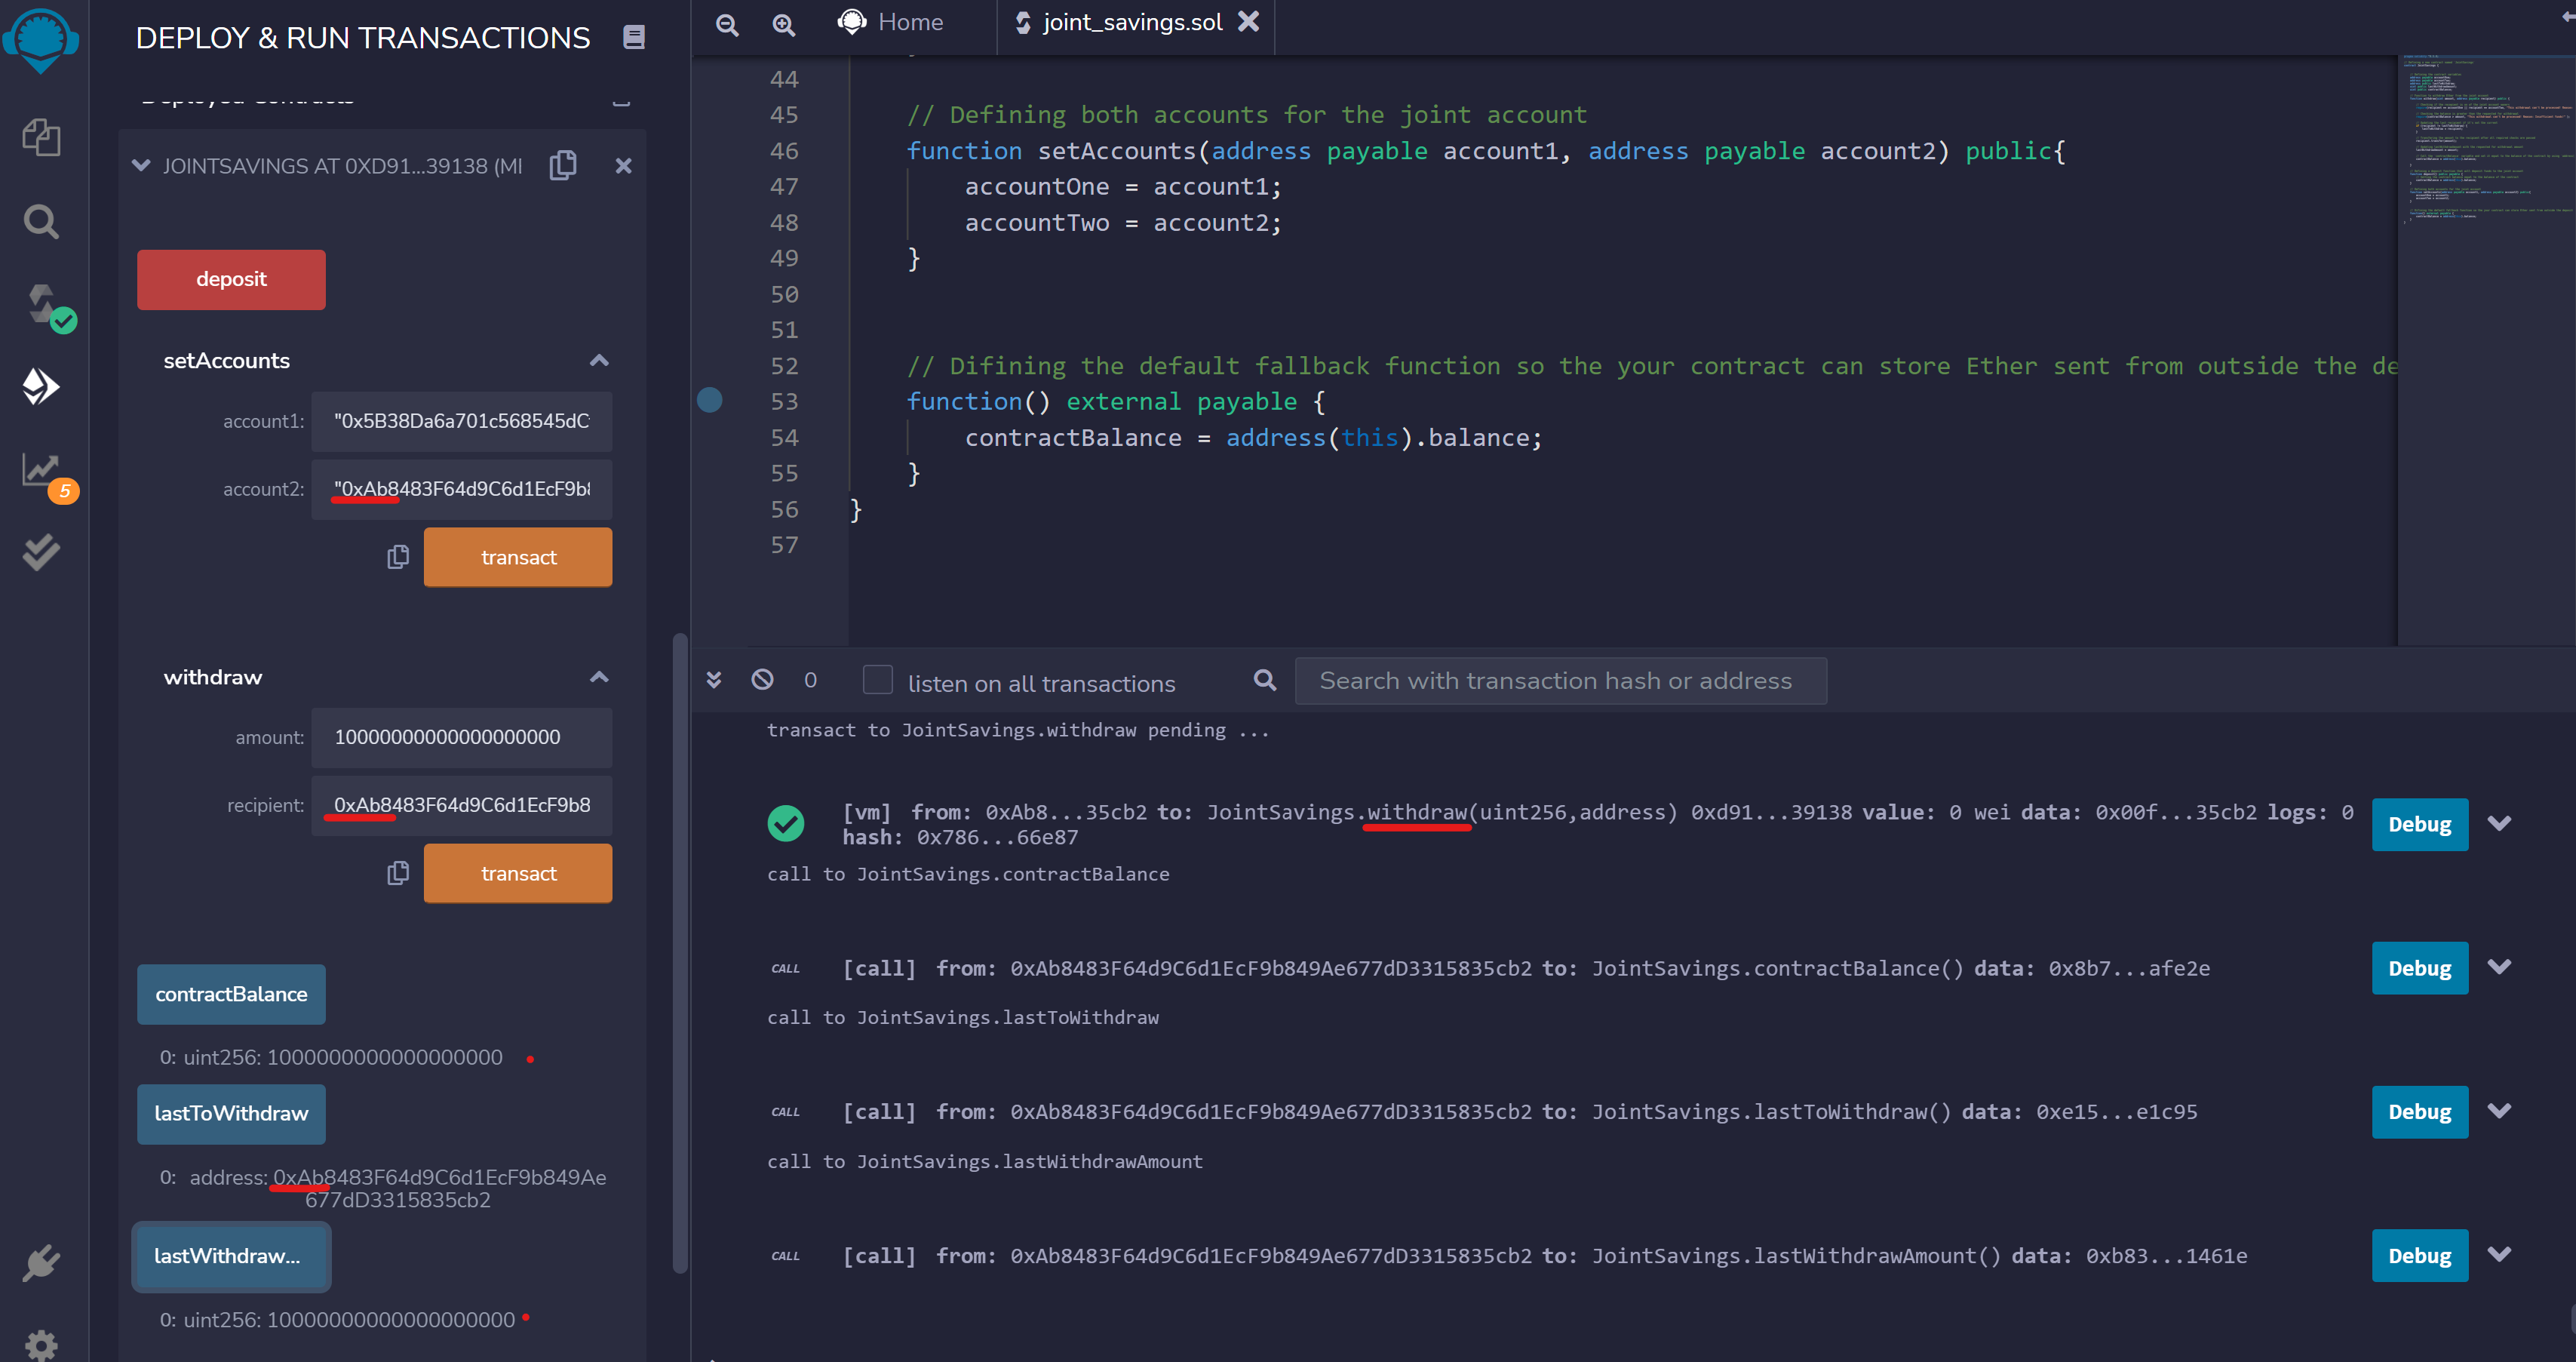 DEPLOY & RUN TRANSACTIONS
Deployed Contracts
JOINTSAVINGS AT 0XD91...39138 (MI
deposit
setAccounts
account1: "0x5B38Da6a701c568545dC
account2: "0xAb8483F64d9C6d1EcF9b
transact
withdraw
amount: 10000000000000000000
recipient: 0xAb8483F64d9C6d1EcF9b8
transact
contractBalance
0: uint256: 1000000000000000000
lastToWithdraw
0: address: 0xAb8483F64d9C6d1EcF9b849Ae
677dD3315835cb2
lastWithdraw...
0: uint256: 10000000000000000000
5
Home
joint_savings.sol
44
45 // Defining both accounts for the joint account
46 function setAccounts(address payable account1, address payable account2) public{
47 accountOne = account1;
48 accountTwo = account2;
49 }
50
51
52 // Difining the default fallback function so the your contract can store Ether sent from outside the de
53 function() external payable {
54 contractBalance = address(this).balance;
55 }
56 }
57
0 listen on all transactions Search with transaction hash or address
transact to JointSavings.withdraw pending ...
[vm] from: 0xAb8...35cb2 to: JointSavings.withdraw(uint256,address) 0xd91...39138 value: 0 wei data: 0x00f...35cb2 logs: 0
hash: 0x786...66e87
Debug
call to JointSavings.contractBalance
CALL [call] from: 0xAb8483F64d9C6d1EcF9b849Ae677dD3315835cb2 to: JointSavings.contractBalance() data: 0x8b7...afe2e
Debug
call to JointSavings.lastToWithdraw
CALL [call] from: 0xAb8483F64d9C6d1EcF9b849Ae677dD3315835cb2 to: JointSavings.lastToWithdraw() data: 0xe15...e1c95
Debug
call to JointSavings.lastWithdrawAmount
CALL [call] from: 0xAb8483F64d9C6d1EcF9b849Ae677dD3315835cb2 to: JointSavings.lastWithdrawAmount() data: 0xb83...1461e
Debug